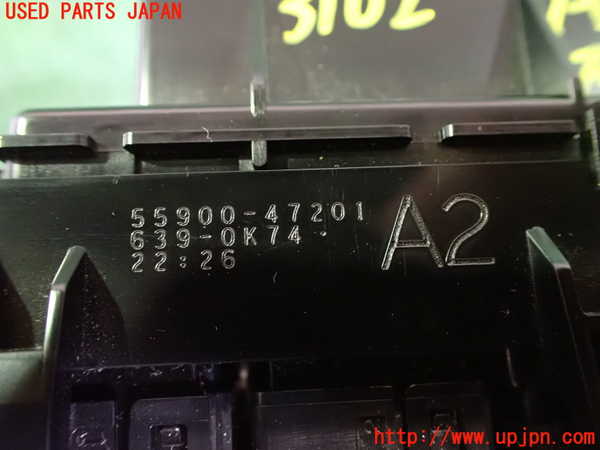 USED PARTS JAPAN
3102
55900-47201
639-0K74
22:26
A2
http://www.upjpn.com/